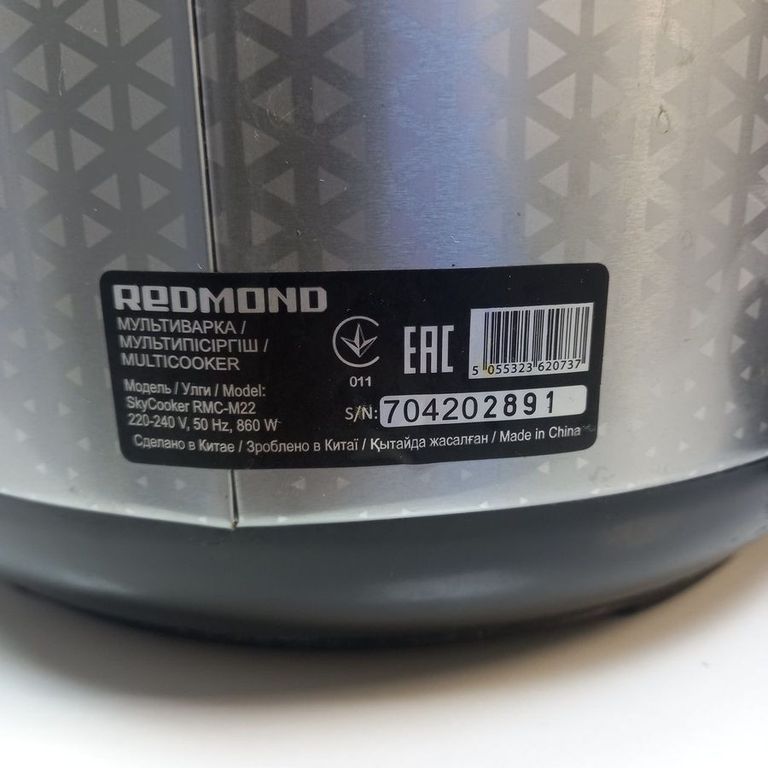 REDMOND
МУЛЬТИВАРКА /
МУЛЬТИПІСІРГІШ /
MULTICOOKER
Модель / Улги / Model:
SkyCooker RMC-M22
220-240 V, 50 Hz, 860 W
Сделано в Китае / Зроблено в Китаї / Қытайда жасалған / Made in China
011
EAC
5 055323 620737
S/N: 704202891